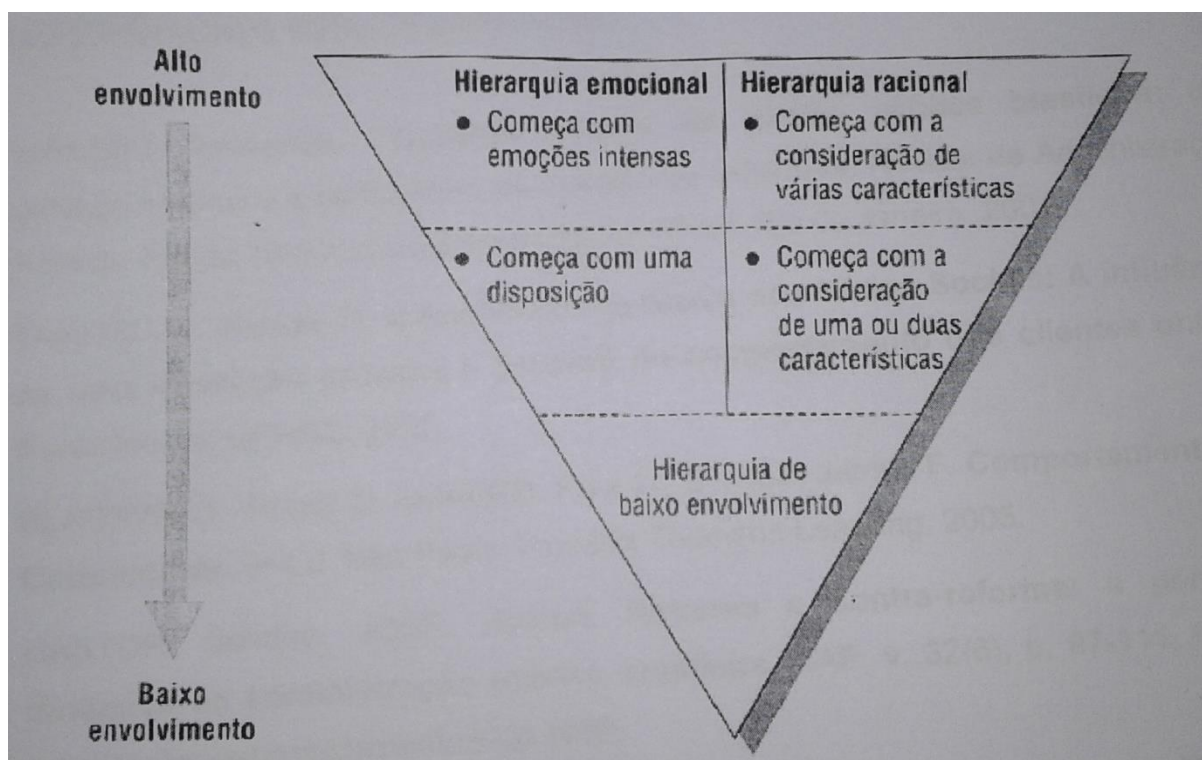 Alto
envolvimento
Hierarquia emocional
• Começa com
emoções intensas
Hierarquia racional
• Começa com a
consideração de
várias características
• Começa com uma
disposição
• Começa com a
consideração
de uma ou duas
características
Hierarquia de
baixo envolvimento
Baixo
envolvimento